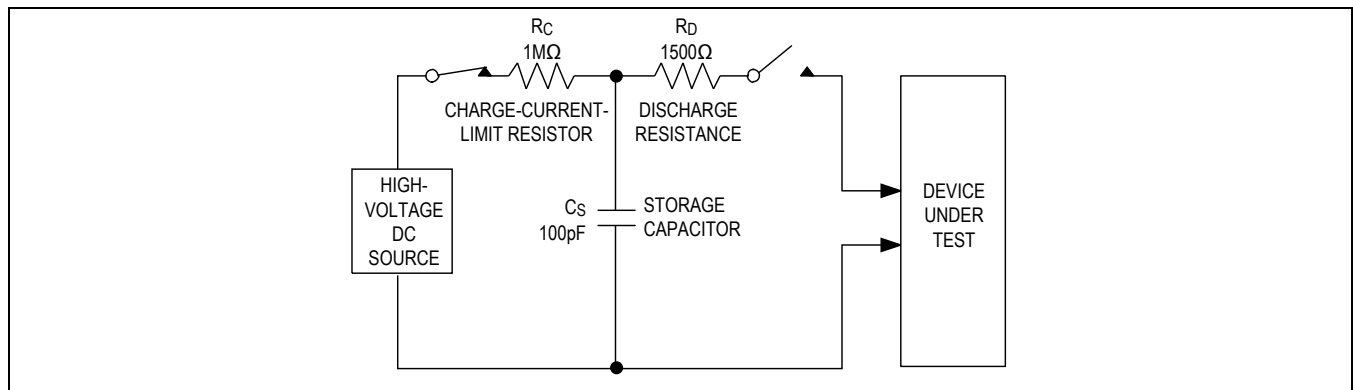 RC
1MΩ
RD
1500Ω
CHARGE-CURRENT-
LIMIT RESISTOR
DISCHARGE
RESISTANCE
HIGH-
VOLTAGE
DC
SOURCE
CS
100pF
STORAGE
CAPACITOR
DEVICE
UNDER
TEST